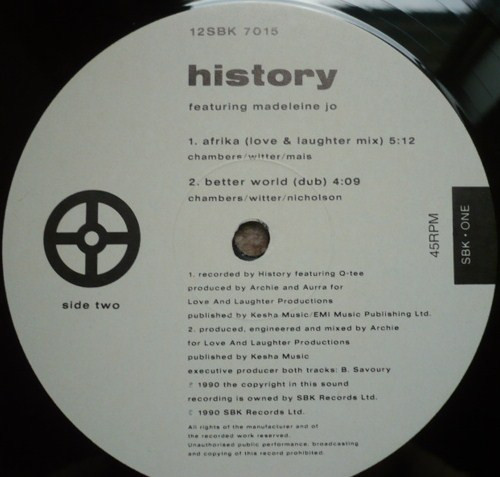 12SBK 7015
history
featuring madeleine jo
1. afrika (love & laughter mix) 5:12
chambers/witter/mais
2. better world (dub) 4:09
chambers/witter/nicholson
45RPM
SBK • ONE
side two
1. recorded by History featuring Q-tee
produced by Archie and Aurra for
Love And Laughter Productions
published by Kesha Music/EMI Music Publishing Ltd.
2. produced, engineered and mixed by Archie
for Love And Laughter Productions
published by Kesha Music
executive producer both tracks: B. Savoury
℗ 1990 the copyright in this sound
recording is owned by SBK Records Ltd.
© 1990 SBK Records Ltd.
All rights of the manufacturer and of
the recorded work reserved.
Unauthorised public performance, broadcasting
and copying of this record prohibited.